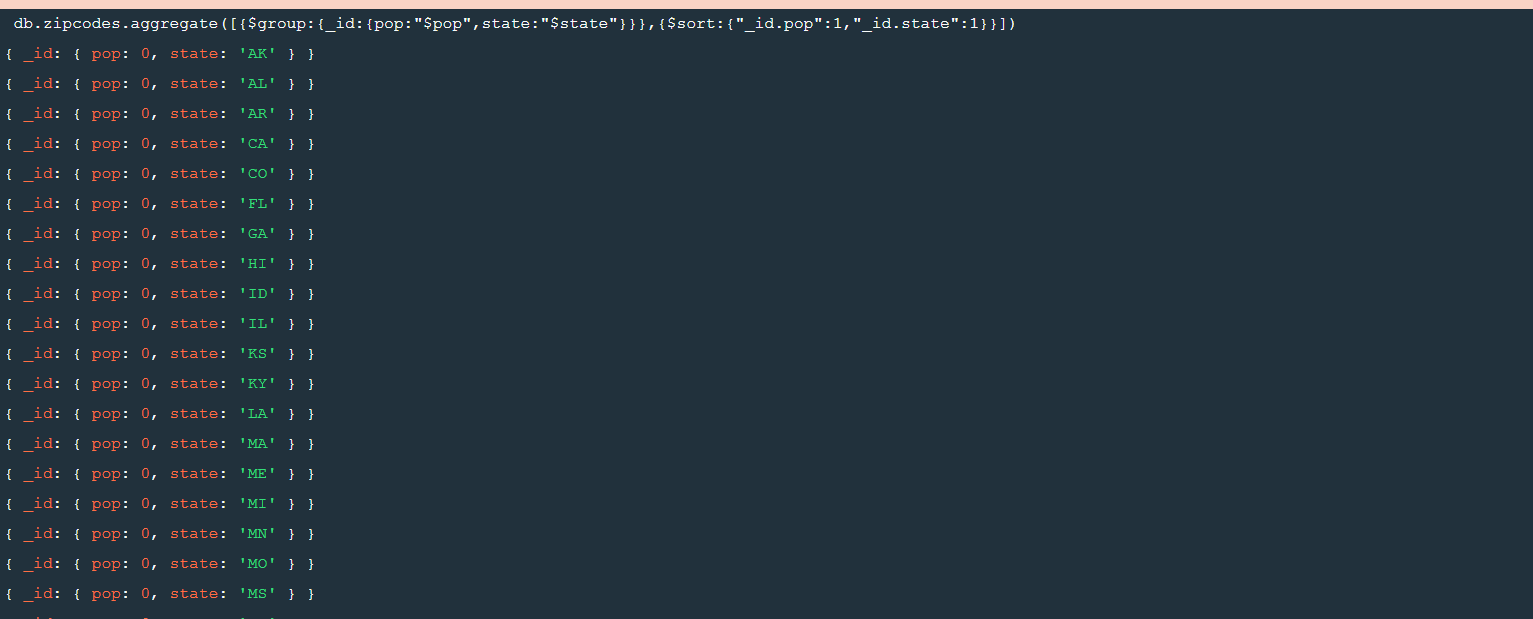 db.zipcodes.aggregate([{$group:{_id:{pop:"$pop",state:"$state"}}},{$sort:{"_id.pop":1,"_id.state":1}}])
{ _id: { pop: 0, state: 'AK' } }
{ _id: { pop: 0, state: 'AL' } }
{ _id: { pop: 0, state: 'AR' } }
{ _id: { pop: 0, state: 'CA' } }
{ _id: { pop: 0, state: 'CO' } }
{ _id: { pop: 0, state: 'FL' } }
{ _id: { pop: 0, state: 'GA' } }
{ _id: { pop: 0, state: 'HI' } }
{ _id: { pop: 0, state: 'ID' } }
{ _id: { pop: 0, state: 'IL' } }
{ _id: { pop: 0, state: 'KS' } }
{ _id: { pop: 0, state: 'KY' } }
{ _id: { pop: 0, state: 'LA' } }
{ _id: { pop: 0, state: 'MA' } }
{ _id: { pop: 0, state: 'ME' } }
{ _id: { pop: 0, state: 'MI' } }
{ _id: { pop: 0, state: 'MN' } }
{ _id: { pop: 0, state: 'MO' } }
{ _id: { pop: 0, state: 'MS' } }